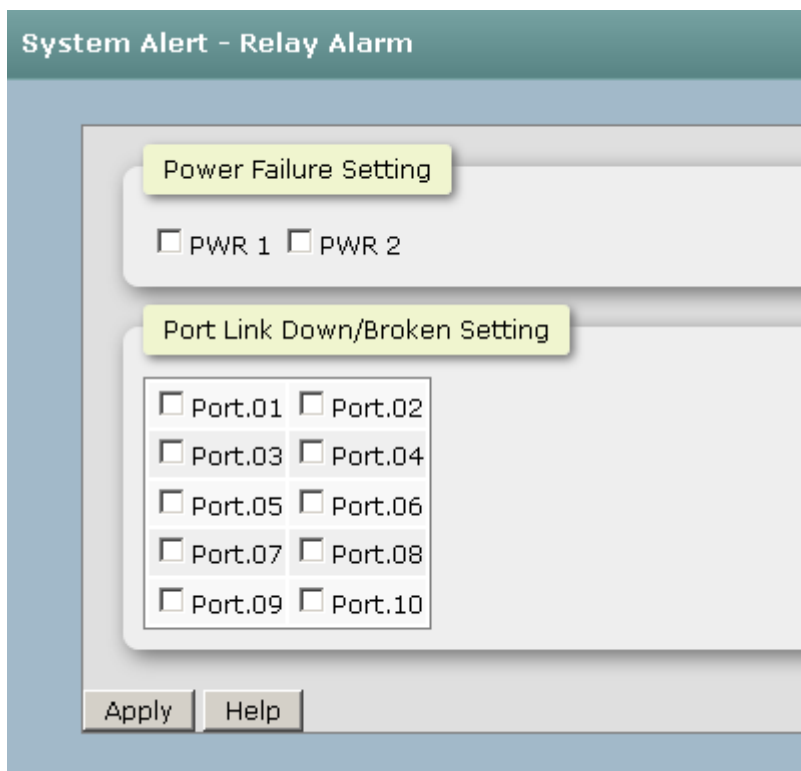 System Alert - Relay Alarm
Power Failure Setting
PWR 1 PWR 2
Port Link Down/Broken Setting
Port.01 Port.02
Port.03 Port.04
Port.05 Port.06
Port.07 Port.08
Port.09 Port.10
Apply Help